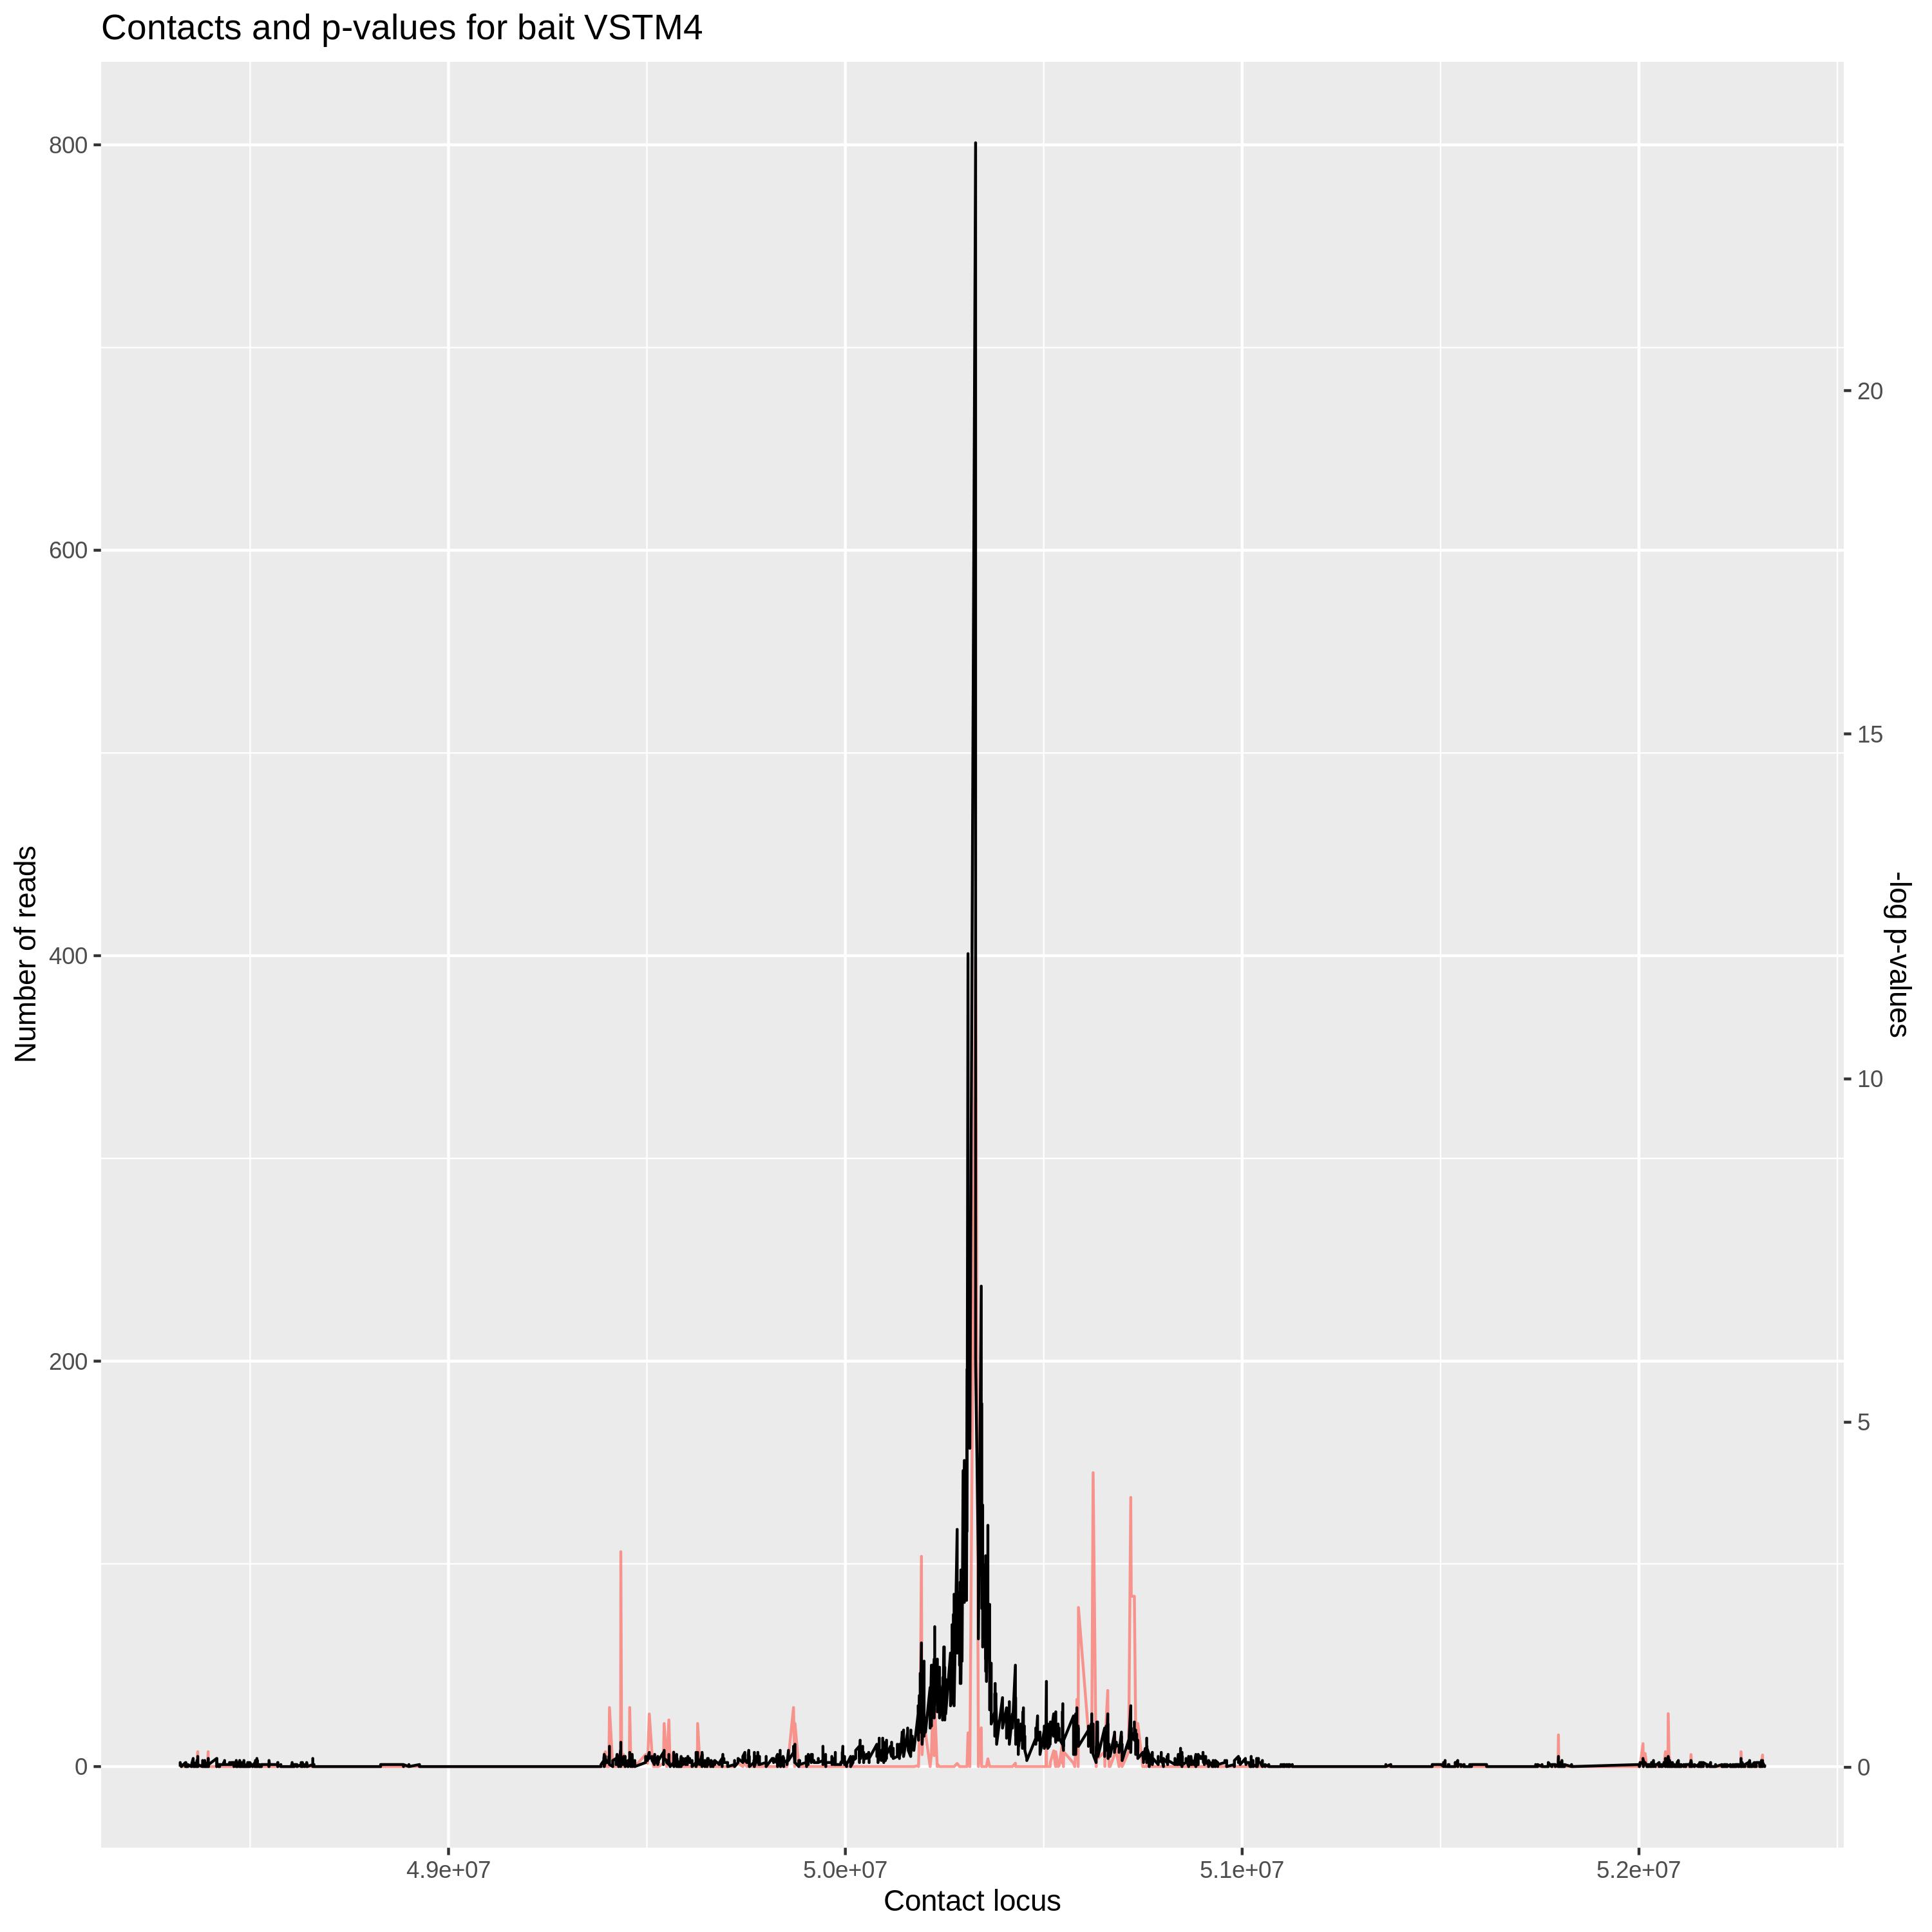 Contacts and p-values for bait VSTM4
800
600
400
200
0
Number of reads
20
15
10
5
0
-log p-values
4.9e+07
5.0e+07
5.1e+07
5.2e+07
Contact locus